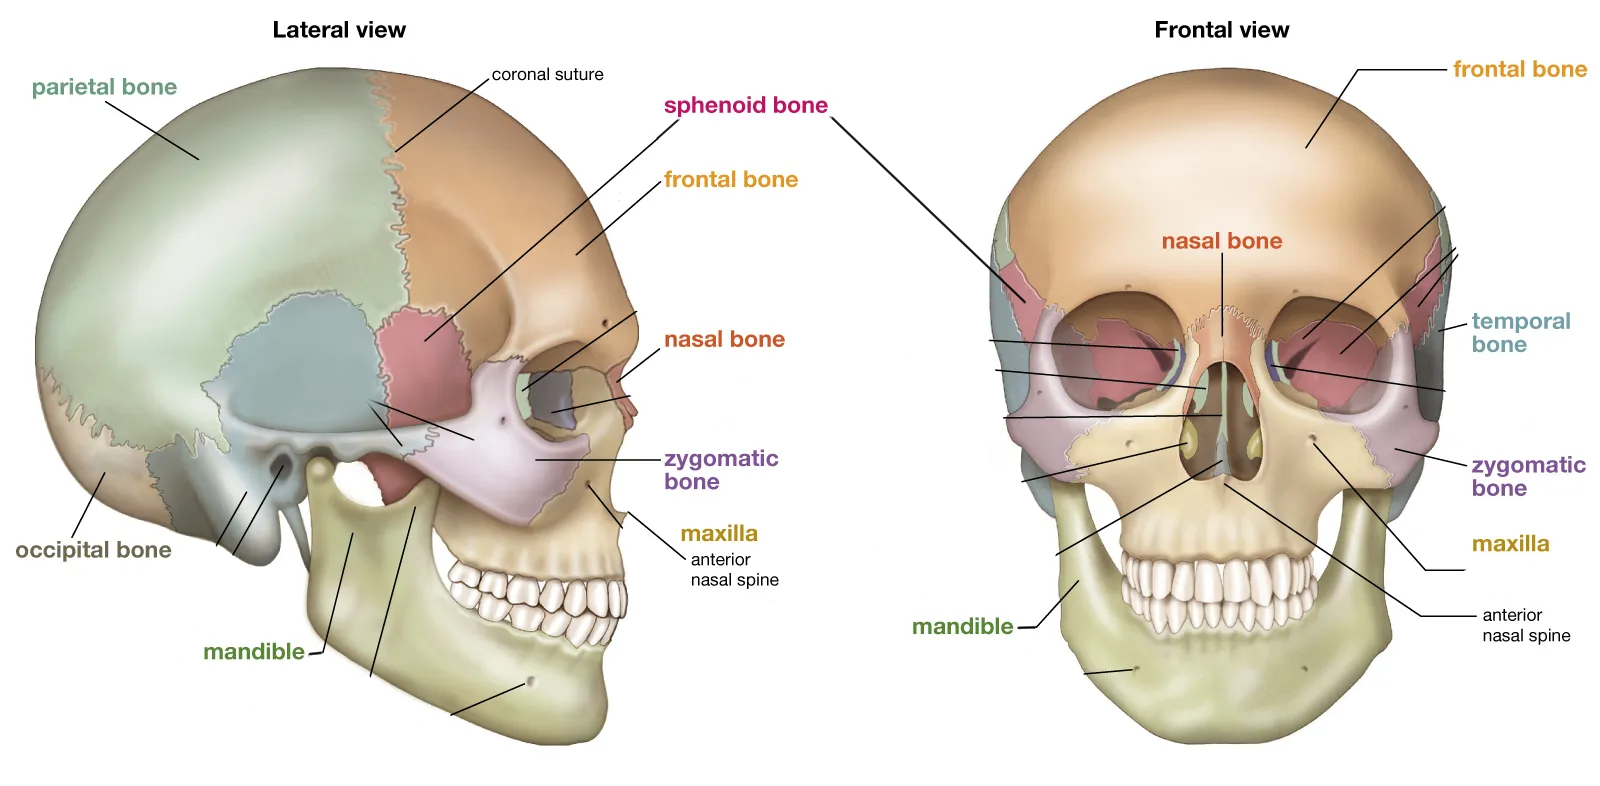 Lateral view
parietal bone
coronal suture
sphenoid bone
frontal bone
nasal bone
zygomatic
bone
maxilla
anterior
nasal spine
occipital bone
mandible
Frontal view
frontal bone
nasal bone
temporal
bone
zygomatic
bone
maxilla
anterior
nasal spine
mandible